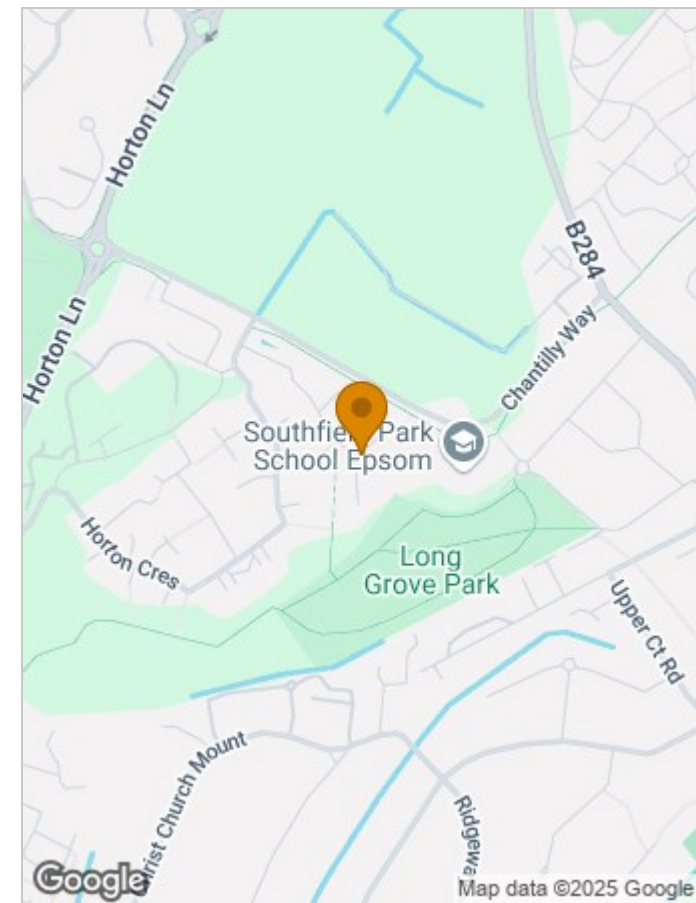 Horton Ln
B284
Horton Ln
Chantilly Way
Southfield Park
School Epsom
Horton Cres
Long
Grove Park
Upper Ct Rd
Christ Church Mount
Ridgeway
Google
Map data ©2025 Google